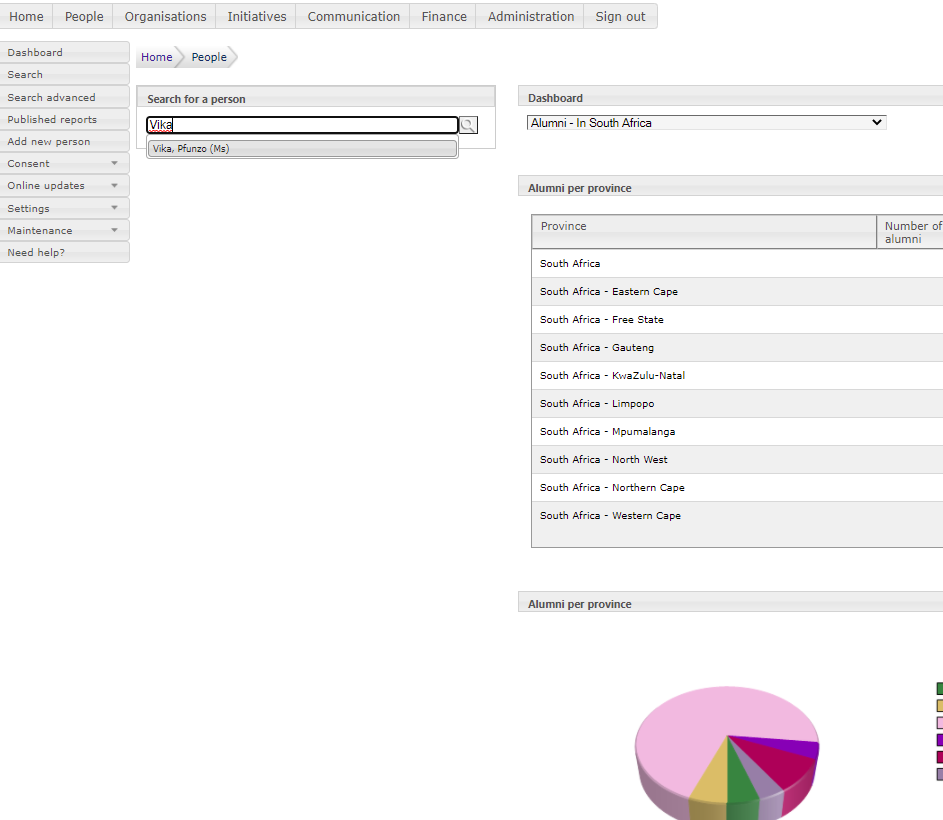 Home People Organisations Initiatives Communication Finance Administration Sign out
Dashboard
Search
Search advanced
Published reports
Add new person
Consent
Online updates
Settings
Maintenance
Need help?
Home People
Search for a person
Vika
Vika, Pfunzo (Ms)
Dashboard
Alumni - In South Africa
Alumni per province
Province
Number of
alumni
South Africa
South Africa - Eastern Cape
South Africa - Free State
South Africa - Gauteng
South Africa - KwaZulu-Natal
South Africa - Limpopo
South Africa - Mpumalanga
South Africa - North West
South Africa - Northern Cape
South Africa - Western Cape
Alumni per province